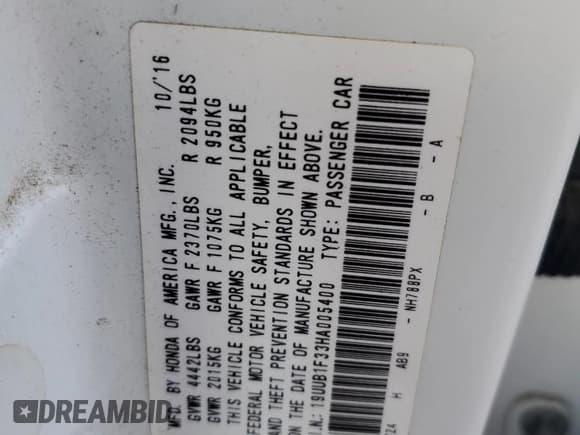 MFD. BY HONDA OF AMERICA MFG., INC. 10/'16
GVWR 4442LBS GAWR F 2370LBS R 2094LBS
GVWR 2015KG GAWR F 1075KG R 950KG
THIS VEHICLE CONFORMS TO ALL APPLICABLE
FEDERAL MOTOR VEHICLE SAFETY, BUMPER,
AND THEFT PREVENTION STANDARDS IN EFFECT
ON THE DATE OF MANUFACTURE SHOWN ABOVE.
I.N.: 19UUB1F33HA005400 TYPE: PASSENGER CAR
TZ4 H AB9 - NH788PX - B - A
DREAMBID